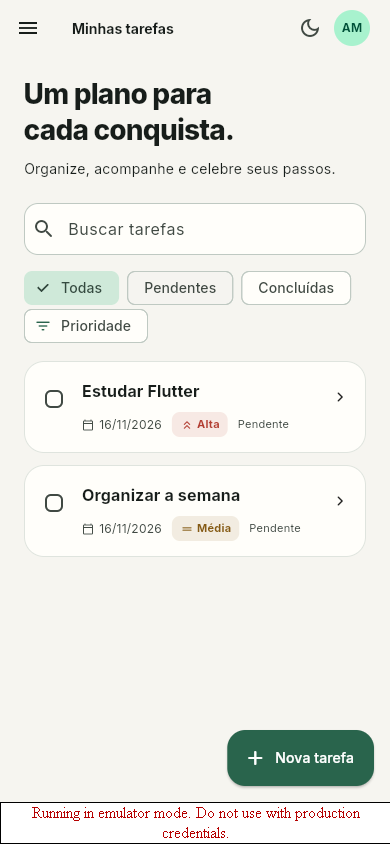 Minhas tarefas
AM
Um plano para
cada conquista.
Organize, acompanhe e celebre seus passos.
Buscar tarefas
Todas
Pendentes
Concluídas
Prioridade
Estudar Flutter
16/11/2026 Alta Pendente
Organizar a semana
16/11/2026 Média Pendente
Nova tarefa
Running in emulator mode. Do not use with production
credentials.